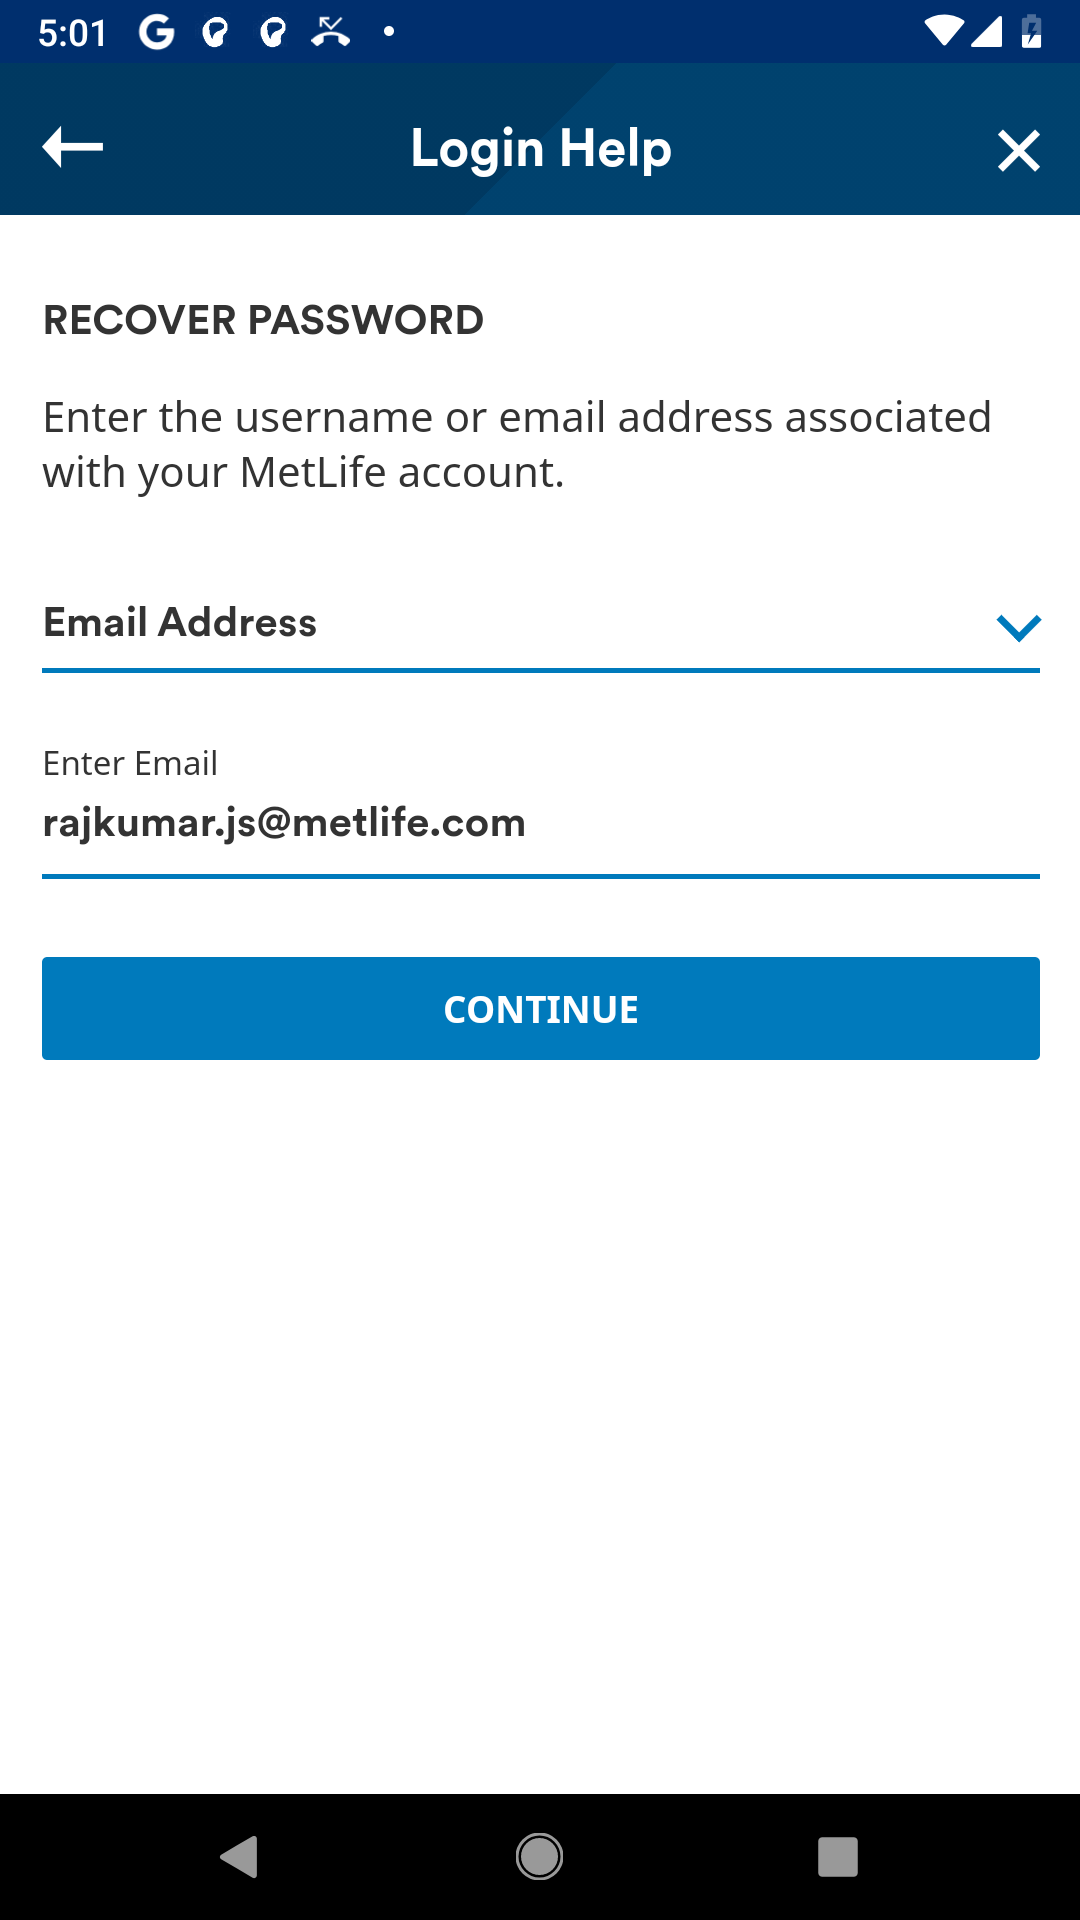 5:01
Login Help
RECOVER PASSWORD
Enter the username or email address associated
with your MetLife account.
Email Address
Enter Email
rajkumar.js@metlife.com
CONTINUE